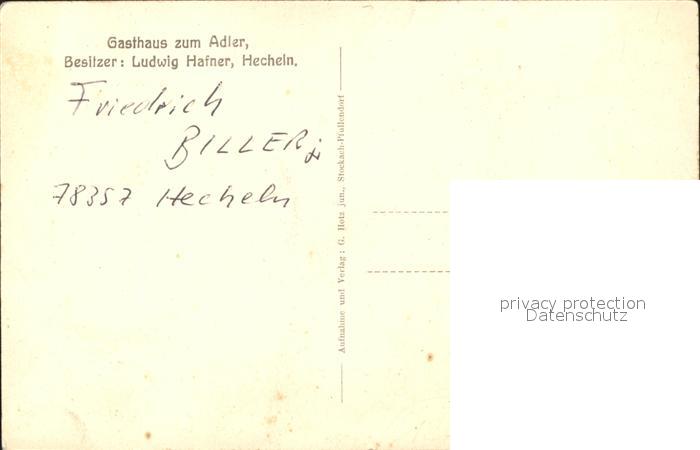 Gasthaus zum Adler,
Besitzer: Ludwig Hafner, Hecheln.
Friedrich
BILLER jr
78357 Hecheln
Aufnahme und Verlag: G. Hotz jun., Stockach-Pfullendorf
privacy protection
Datenschutz